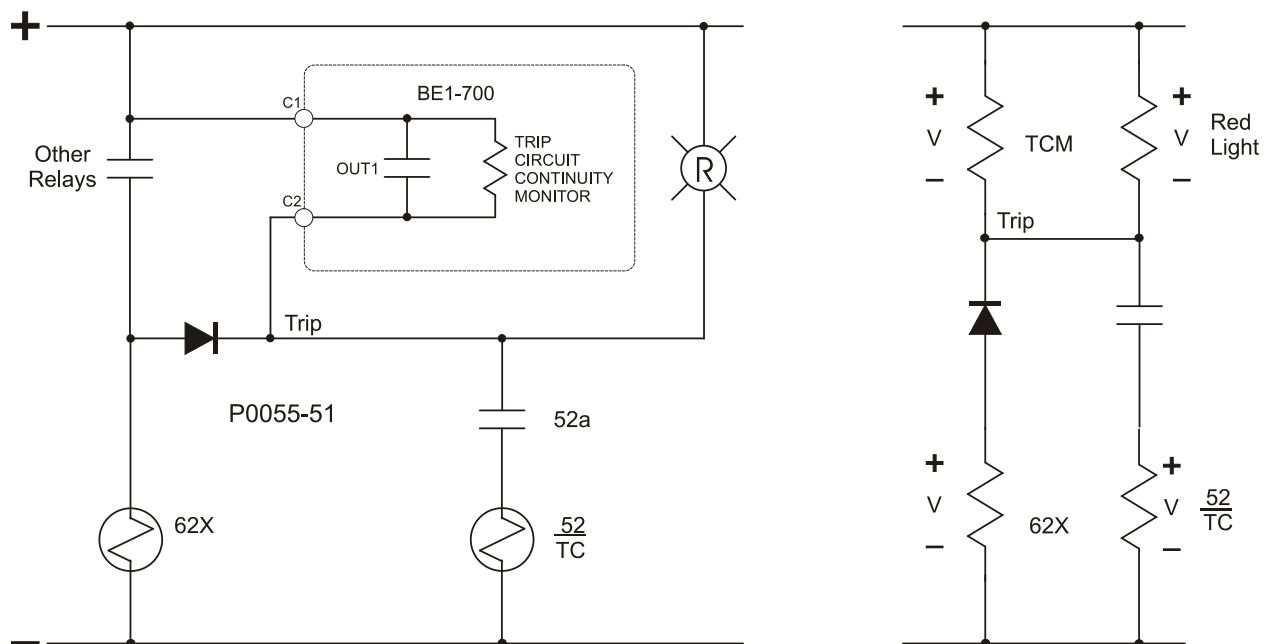 +
C1
BE1-700
Other
Relays
OUT1
TRIP
CIRCUIT
CONTINUITY
MONITOR
C2
R
Trip
P0055-51
52a
62X
52
TC
−
+
V
−
TCM
+
V
−
Red
Light
Trip
+
V
−
62X
+
V
−
52
TC